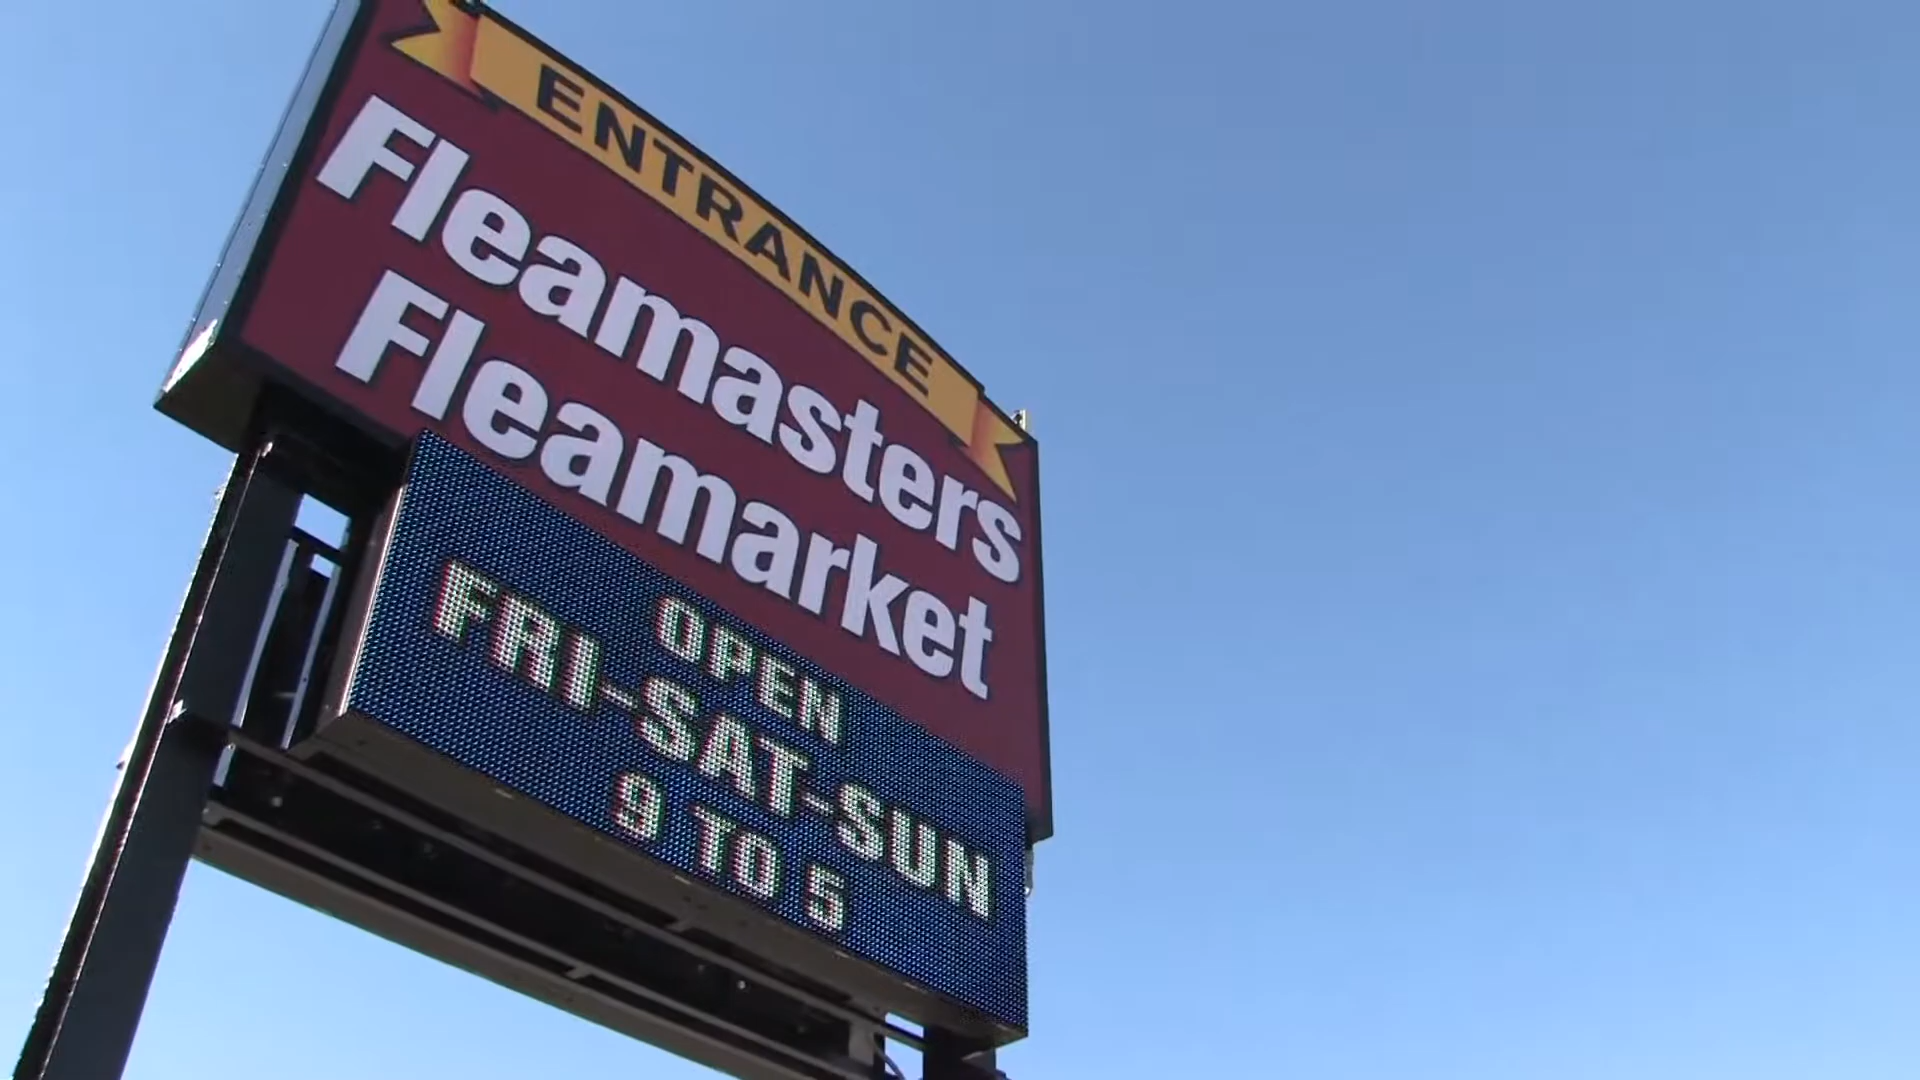 ENTRANCE
Fleamasters
Fleamarket
OPEN
FRI-SAT-SUN
9 TO 5